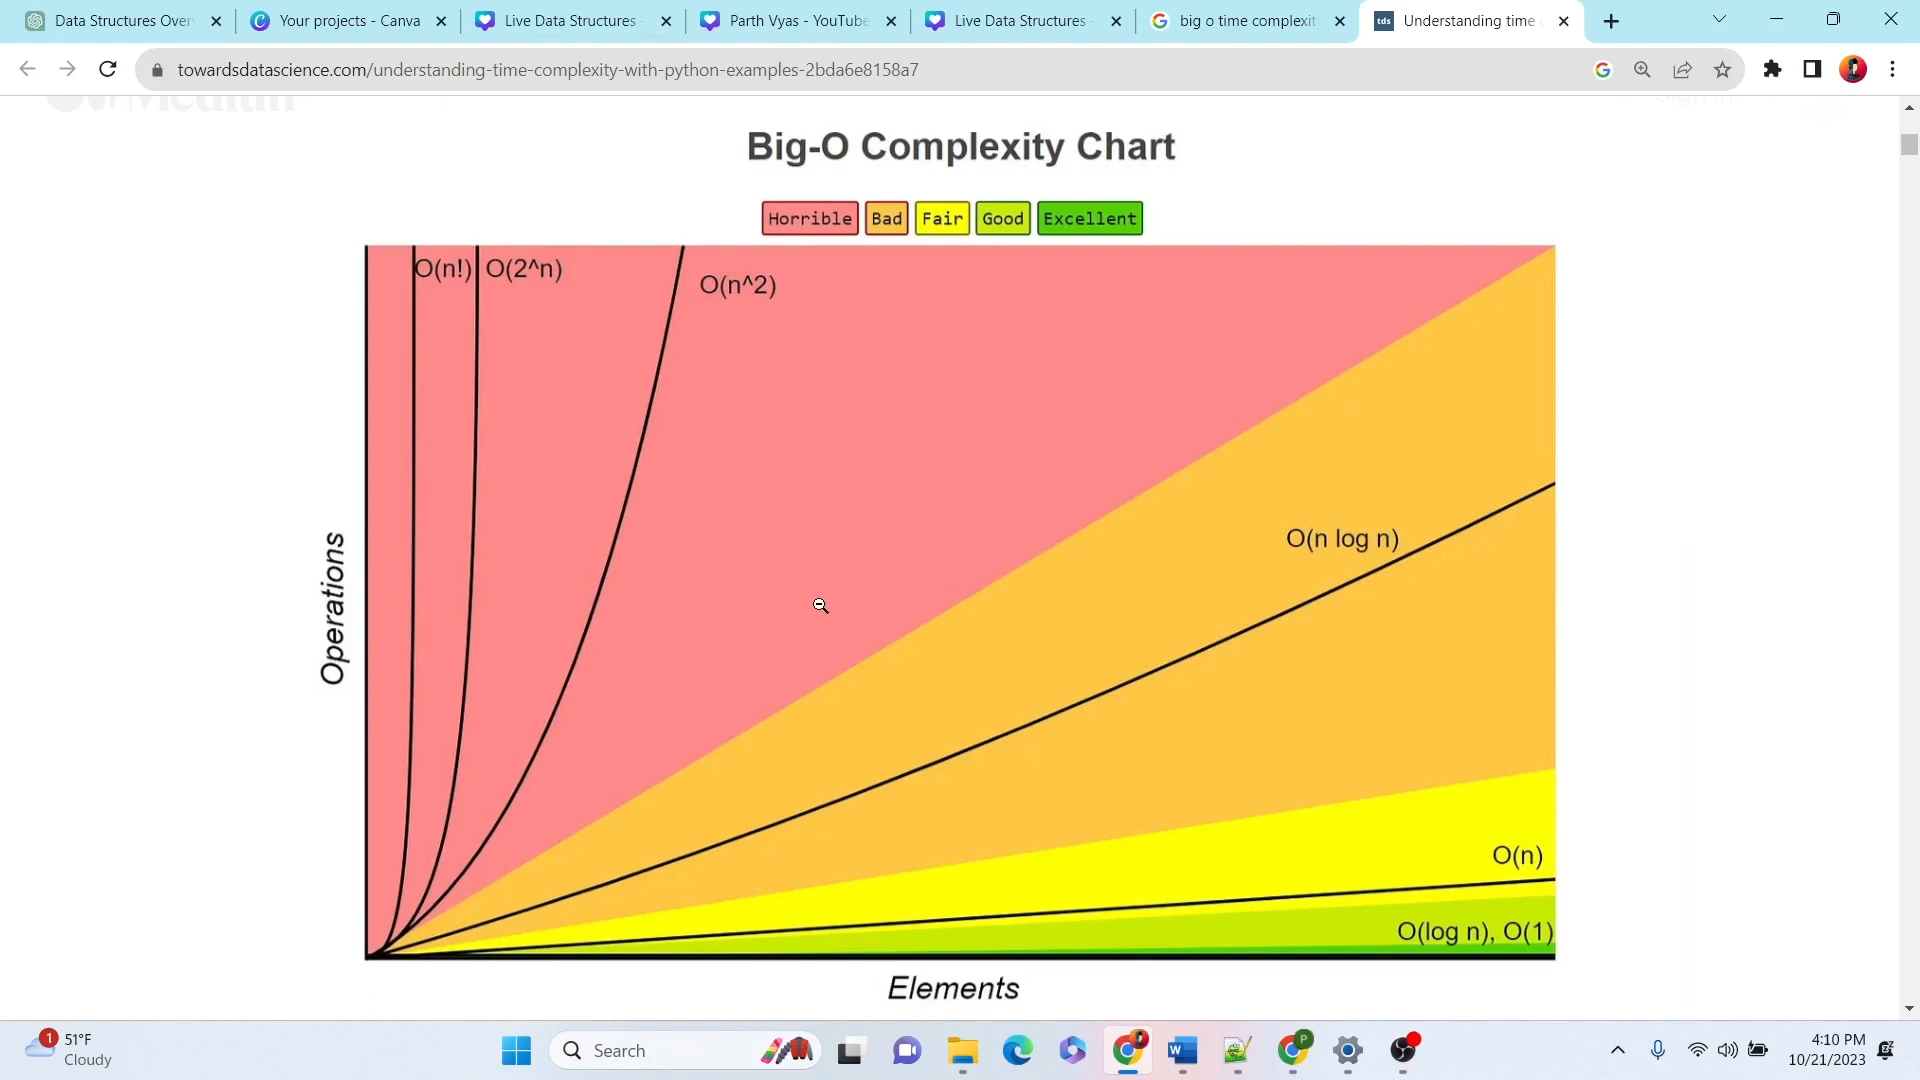 Data Structures Over
Your projects - Canva
Live Data Structures -
Parth Vyas - YouTube
Live Data Structures -
big o time complexit
tds
Understanding time
towardsdatascience.com/understanding-time-complexity-with-python-examples-2bda6e8158a7
Big-O Complexity Chart
Horrible Bad Fair Good Excellent
O(n!) O(2^n)
O(n^2)
O(n log n)
Operations
O(n)
O(log n), O(1)
Elements
1
51°F
Cloudy
Search
W
P
4:10 PM
10/21/2023